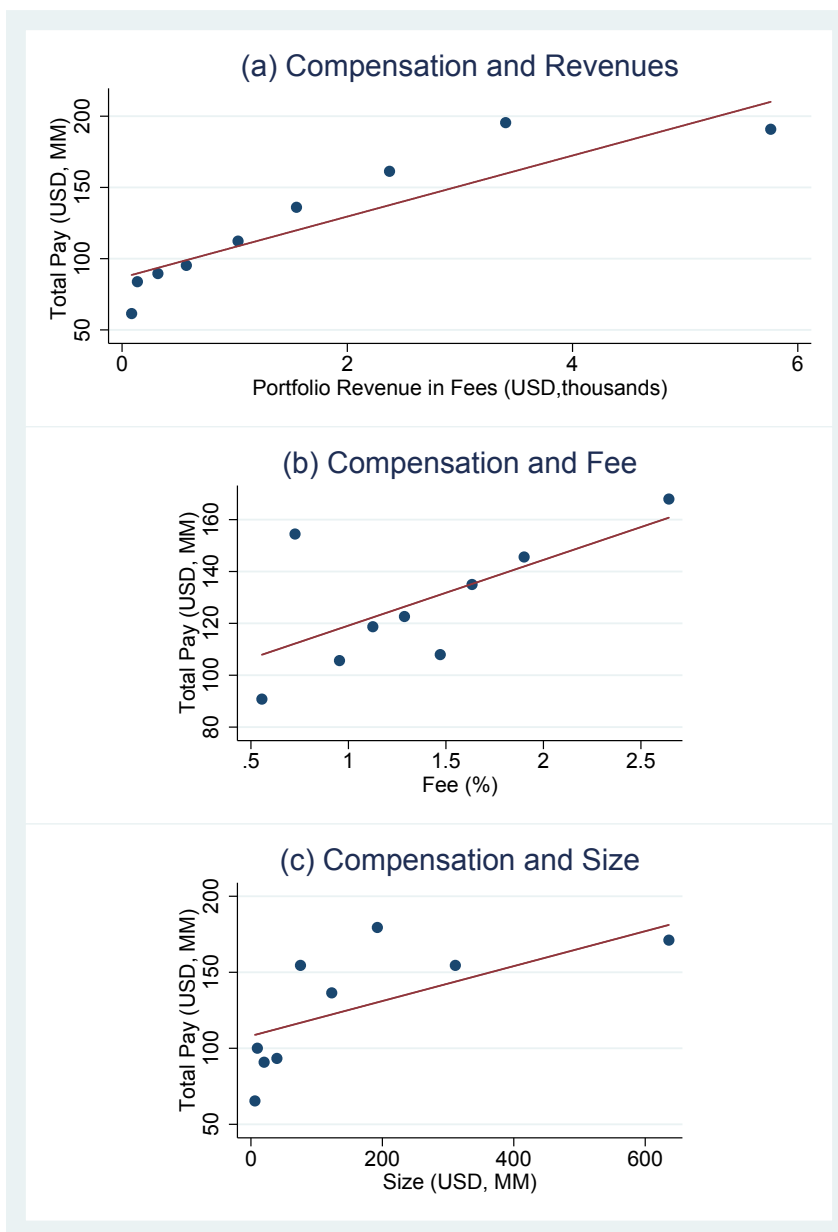 (a) Compensation and Revenues
Total Pay (USD, MM)
200
150
100
50
0 2 4 6
Portfolio Revenue in Fees (USD,thousands)
(b) Compensation and Fee
Total Pay (USD, MM)
160
140
120
100
80
.5 1 1.5 2 2.5
Fee (%)
(c) Compensation and Size
Total Pay (USD, MM)
200
150
100
50
0 200 400 600
Size (USD, MM)